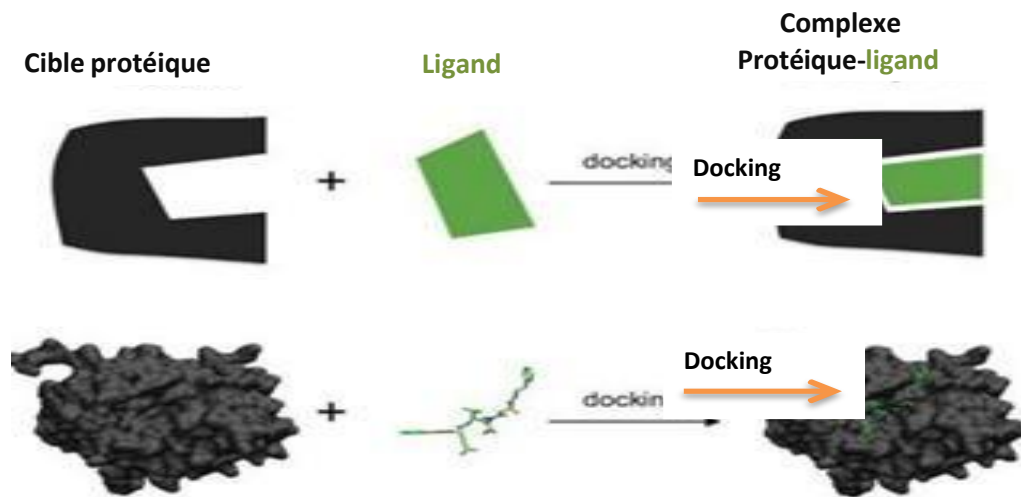 Cible protéique
Ligand
Complexe
Protéique-ligand
+
docking
Docking
+
docking
Docking